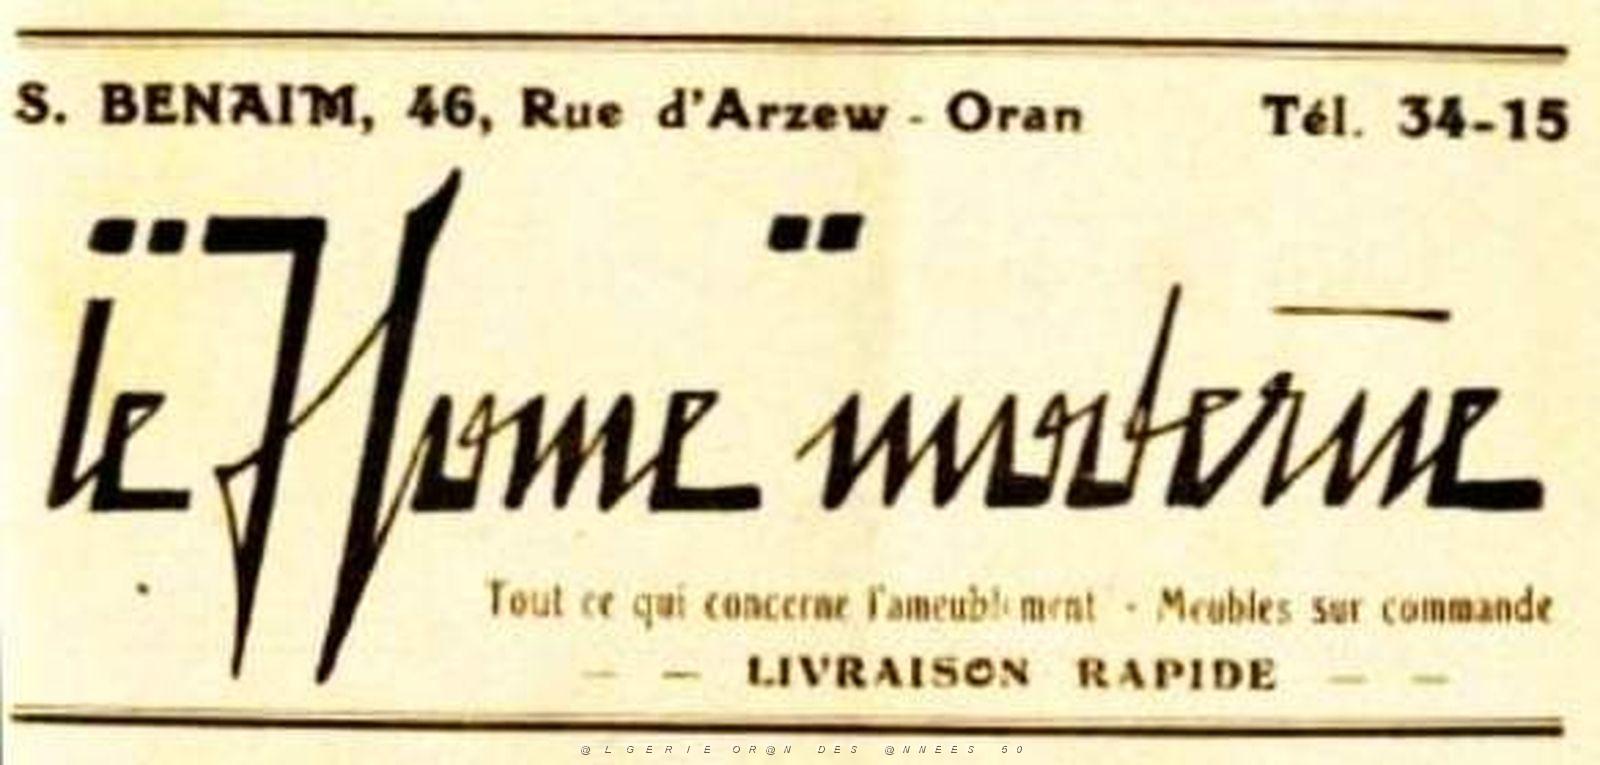 S. BENAIM, 46, Rue d'Arzew - Oran Tél. 34-15
le "Home" moderne
Tout ce qui concerne l'ameublement - Meubles sur commande
— — LIVRAISON RAPIDE — —
@LGERIE OR@N DES @NNEES 50